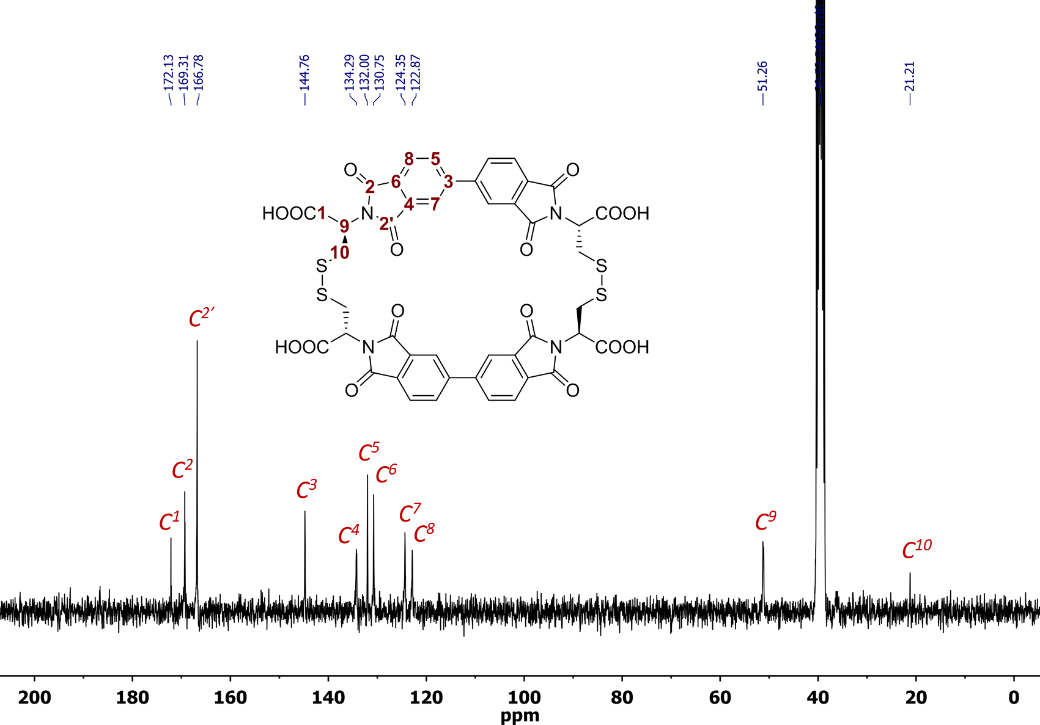 172.13
169.31
166.78
144.76
134.29
132.00
130.75
124.35
122.87
51.26
21.21
8 5
O O
2 6 3
HOOC 1 N 4 7 N COOH
9 2'
10 O O
S S
S S
O O
HOOC N N COOH
O O
C2'
C5
C2 C6
C3
C1 C7
C4 C8
C9
C10
200 180 160 140 120 100 80 60 40 20 0
ppm